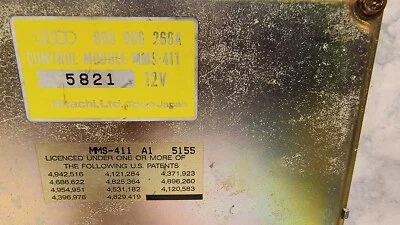 266A
CONTROL MODULE MMS-411
5821 12V
Hitachi, Ltd. Tokyo Japan
MMS-411 A1 5155
LICENCED UNDER ONE OR MORE OF
THE FOLLOWING U.S. PATENTS
4,942,516 4,121,284 4,371,923
4,686,622 4,825,364 4,896,260
4,954,951 4,531,182 4,120,583
4,396,976 4,829,419